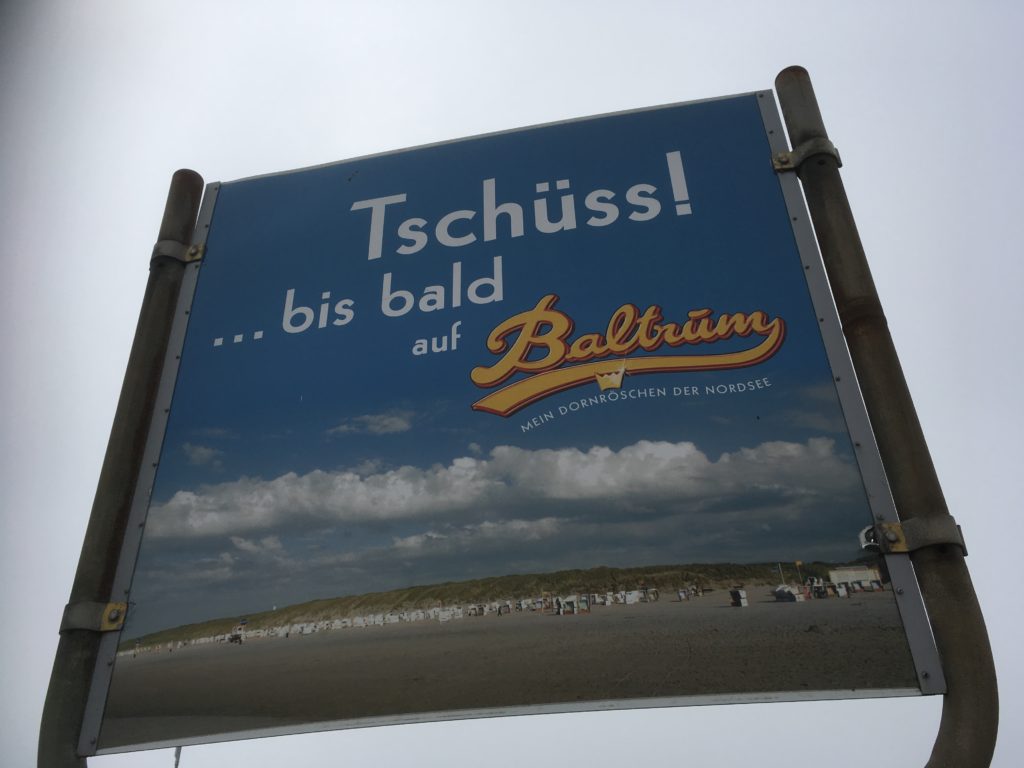 Tschüss!
... bis bald
auf Baltrum
MEIN DORNRÖSCHEN DER NORDSEE